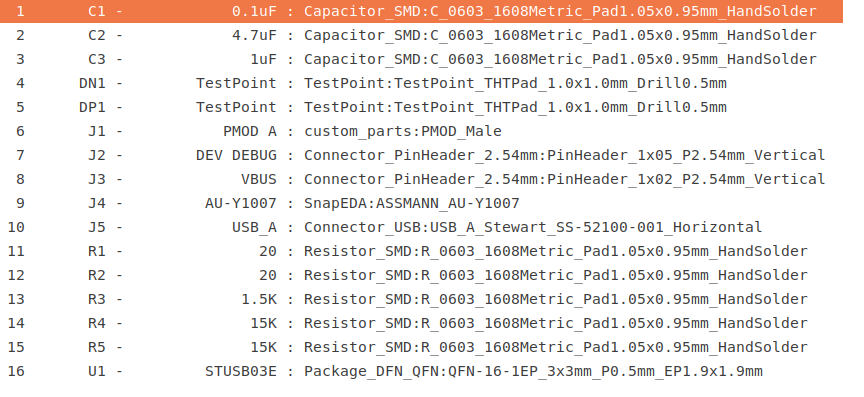 1 C1 - 0.1uF : Capacitor_SMD:C_0603_1608Metric_Pad1.05x0.95mm_HandSolder
2 C2 - 4.7uF : Capacitor_SMD:C_0603_1608Metric_Pad1.05x0.95mm_HandSolder
3 C3 - 1uF : Capacitor_SMD:C_0603_1608Metric_Pad1.05x0.95mm_HandSolder
4 DN1 - TestPoint : TestPoint:TestPoint_THTPad_1.0x1.0mm_Drill0.5mm
5 DP1 - TestPoint : TestPoint:TestPoint_THTPad_1.0x1.0mm_Drill0.5mm
6 J1 - PMOD A : custom_parts:PMOD_Male
7 J2 - DEV DEBUG : Connector_PinHeader_2.54mm:PinHeader_1x05_P2.54mm_Vertical
8 J3 - VBUS : Connector_PinHeader_2.54mm:PinHeader_1x02_P2.54mm_Vertical
9 J4 - AU-Y1007 : SnapEDA:ASSMANN_AU-Y1007
10 J5 - USB_A : Connector_USB:USB_A_Stewart_SS-52100-001_Horizontal
11 R1 - 20 : Resistor_SMD:R_0603_1608Metric_Pad1.05x0.95mm_HandSolder
12 R2 - 20 : Resistor_SMD:R_0603_1608Metric_Pad1.05x0.95mm_HandSolder
13 R3 - 1.5K : Resistor_SMD:R_0603_1608Metric_Pad1.05x0.95mm_HandSolder
14 R4 - 15K : Resistor_SMD:R_0603_1608Metric_Pad1.05x0.95mm_HandSolder
15 R5 - 15K : Resistor_SMD:R_0603_1608Metric_Pad1.05x0.95mm_HandSolder
16 U1 - STUSB03E : Package_DFN_QFN:QFN-16-1EP_3x3mm_P0.5mm_EP1.9x1.9mm